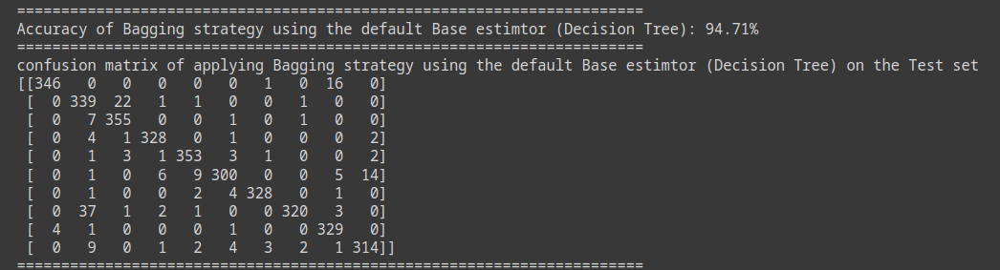 ======================================================================
Accuracy of Bagging strategy using the default Base estimtor (Decision Tree): 94.71%
======================================================================
confusion matrix of applying Bagging strategy using the default Base estimtor (Decision Tree) on the Test set
[[346   0   0   0   0   0   1   0  16   0]
 [  0 339  22   1   1   0   0   1   0   0]
 [  0   7 355   0   0   1   0   1   0   0]
 [  0   4   1 328   0   1   0   0   0   2]
 [  0   1   3   1 353   3   1   0   0   2]
 [  0   1   0   6   9 300   0   0   5  14]
 [  0   1   0   0   2   4 328   0   1   0]
 [  0  37   1   2   1   0   0 320   3   0]
 [  4   1   0   0   0   1   0   0 329   0]
 [  0   9   0   1   2   4   3   2   1 314]]
======================================================================